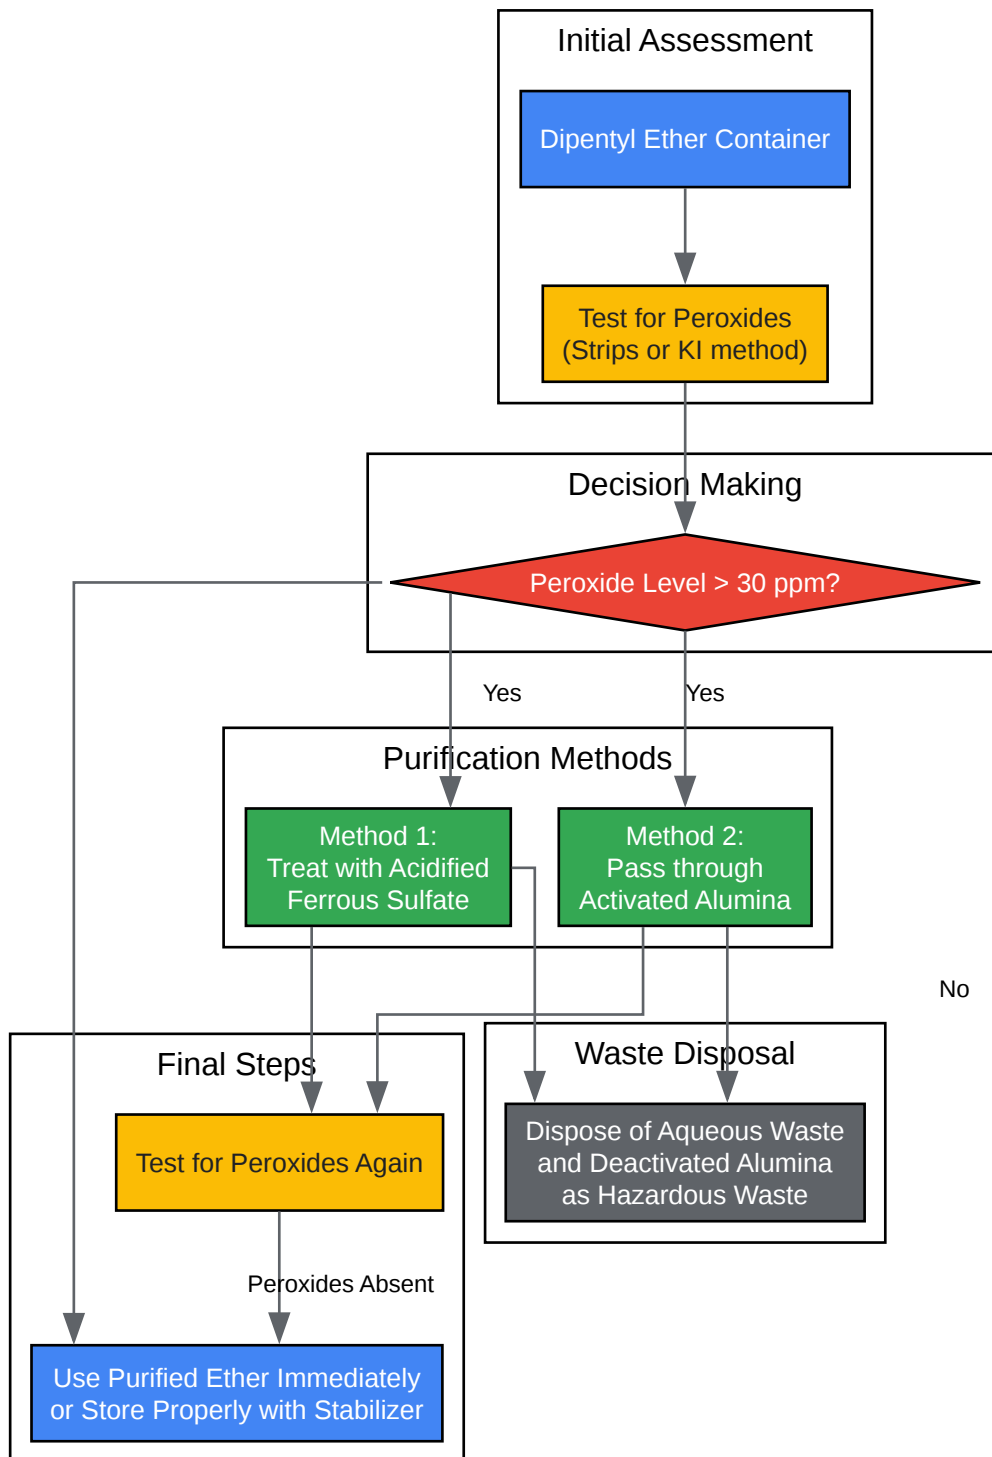 Initial Assessment
Dipentyl Ether Container
Test for Peroxides
(Strips or KI method)
Decision Making
Peroxide Level > 30 ppm?
Yes
Yes
Purification Methods
Method 1:
Treat with Acidified
Ferrous Sulfate
Method 2:
Pass through
Activated Alumina
No
Final Steps
Test for Peroxides Again
Waste Disposal
Dispose of Aqueous Waste
and Deactivated Alumina
as Hazardous Waste
Peroxides Absent
Use Purified Ether Immediately
or Store Properly with Stabilizer